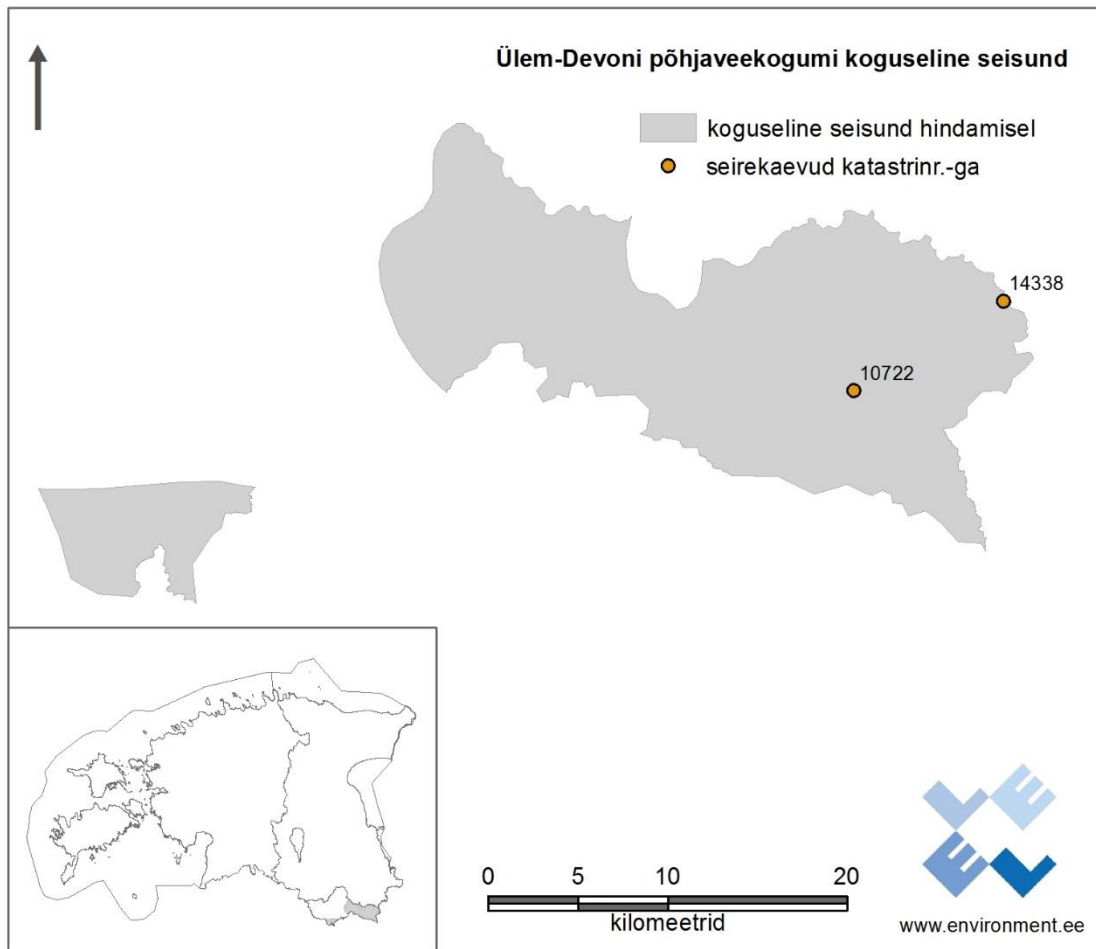 Ülem-Devoni põhjaveekogumi koguseline seisund
koguseline seisund hindamisel
seirekaevud katastrinr.-ga
14338
10722
0 5 10 20
kilomeetrid
www.environment.ee